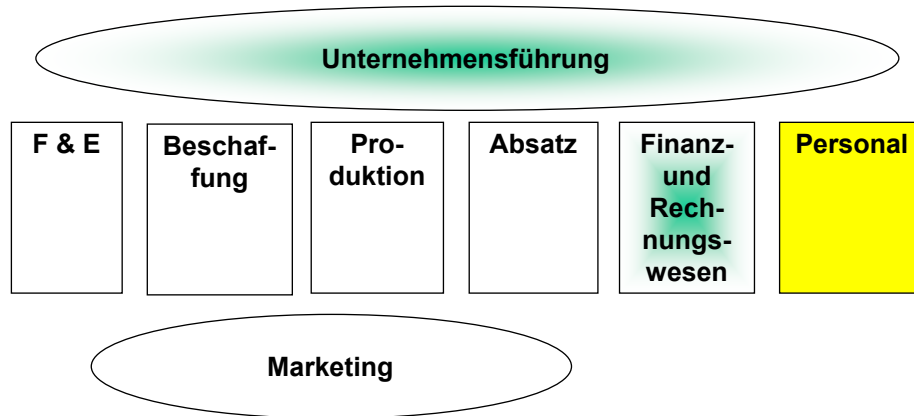 Unternehmensführung
F & E
Beschaf-
fung
Pro-
duktion
Absatz
Finanz-
und
Rech-
nungs-
wesen
Personal
Marketing